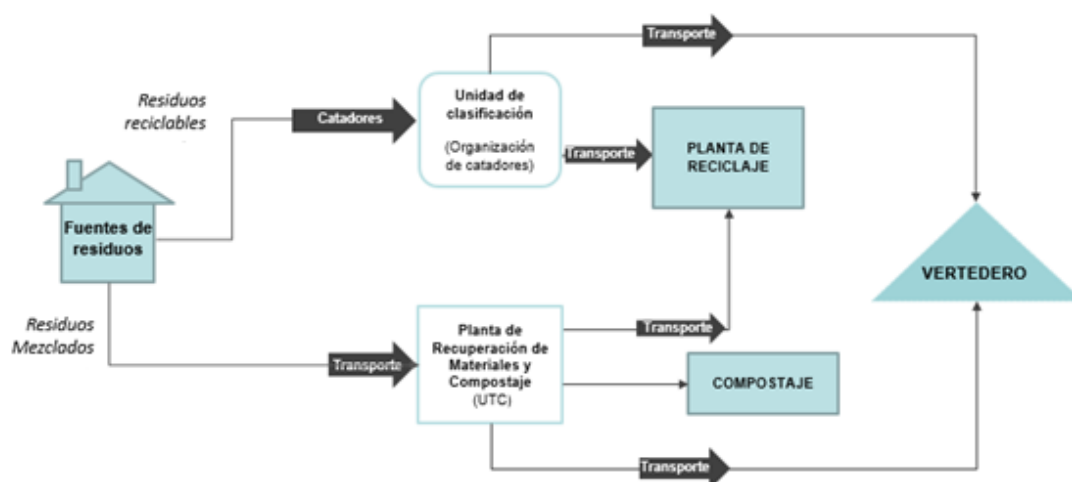 Transporte
Residuos
reciclables
Catadores
Unidad de
clasificación
(Organización
de catadores)
Transporte
PLANTA DE
RECICLAJE
Fuentes de
residuos
VERTEDERO
Residuos
Mezclados
Transporte
Planta de
Recuperación de
Materiales y
Compostaje
(UTC)
Transporte
COMPOSTAJE
Transporte